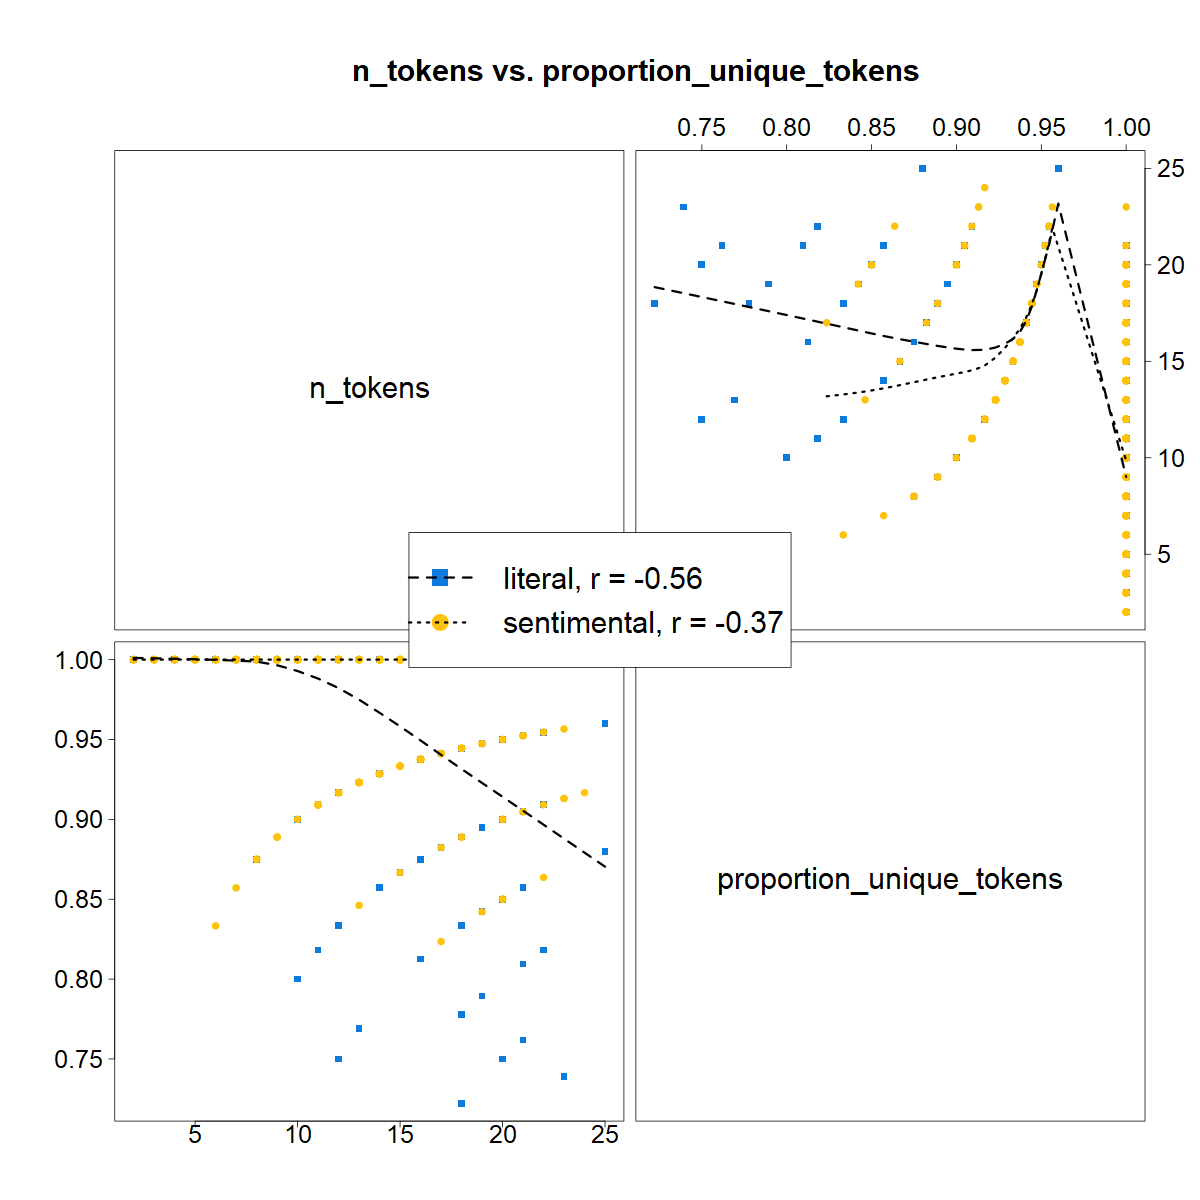 n_tokens vs. proportion_unique_tokens
0.75 0.80 0.85 0.90 0.95 1.00
25
20
15
10
5
n_tokens
literal, r = -0.56
sentimental, r = -0.37
1.00
0.95
0.90
0.85
0.80
0.75
proportion_unique_tokens
5 10 15 20 25